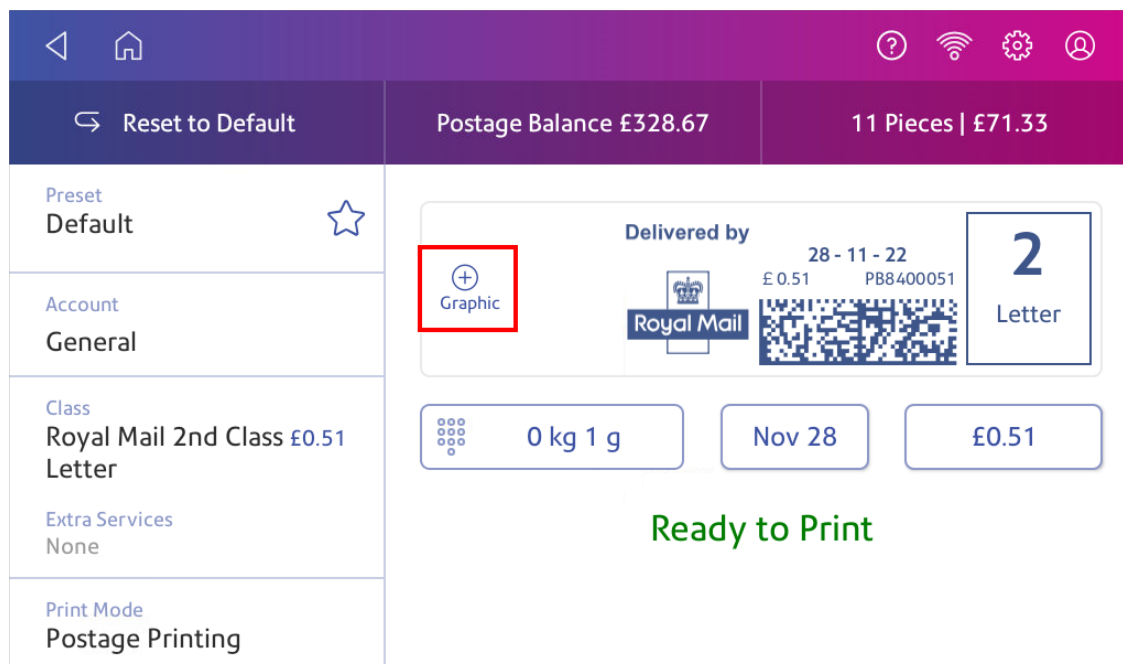 Reset to Default
Postage Balance £328.67
11 Pieces | £71.33
Preset
Default
Account
General
Class
Royal Mail 2nd Class £0.51
Letter
Extra Services
None
Print Mode
Postage Printing
Graphic
Delivered by
Royal Mail
28 - 11 - 22
£ 0.51 PB8400051
2
Letter
0 kg 1 g
Nov 28
£0.51
Ready to Print